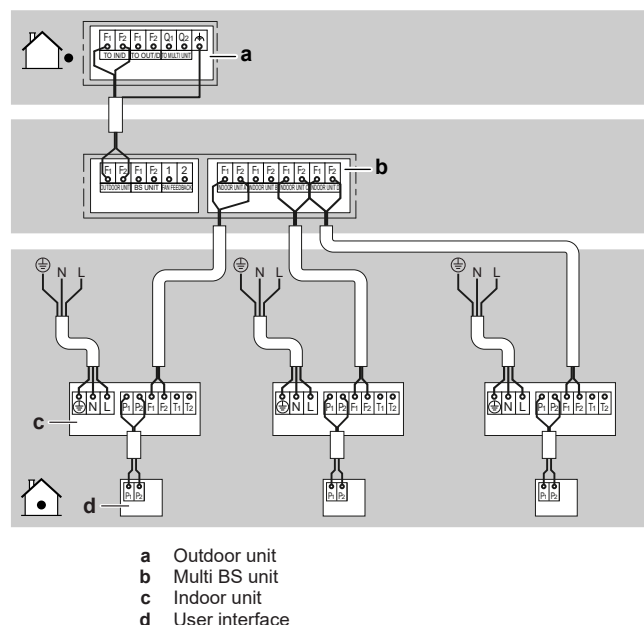 F1 F2 F1 F2 Q1 Q2
TO IN/D TO OUT/D TO MULTI UNIT
a
b
F1 F2 F1 F2 1 2
OUTDOOR UNIT BS UNIT FAN FEEDBACK
F1 F2 F1 F2 F1 F2 F1 F2
INDOOR UNIT A INDOOR UNIT B INDOOR UNIT C INDOOR UNIT D
N L
N L
N L
N L P1 P2 F1 F2 T1 T2
N L P1 P2 F1 F2 T1 T2
N L P1 P2 F1 F2 T1 T2
c
P1 P2
P1 P2
P1 P2
d
a Outdoor unit
b Multi BS unit
c Indoor unit
d User interface